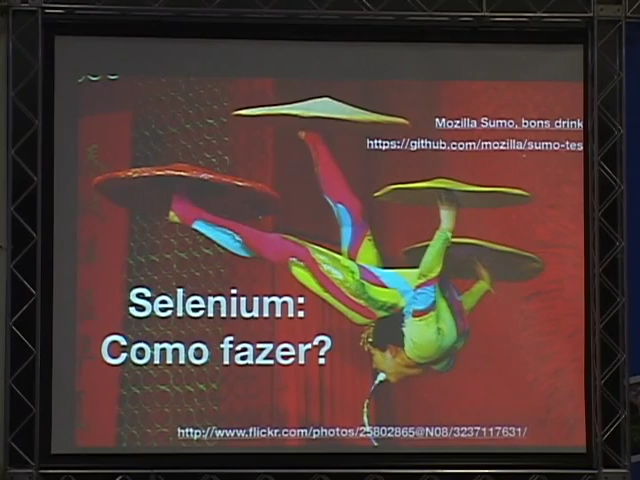 Mozilla Sumo, bons drink
https://github.com/mozilla/sumo-tes
Selenium:
Como fazer?
http://www.flickr.com/photos/25802865@N08/3237117631/